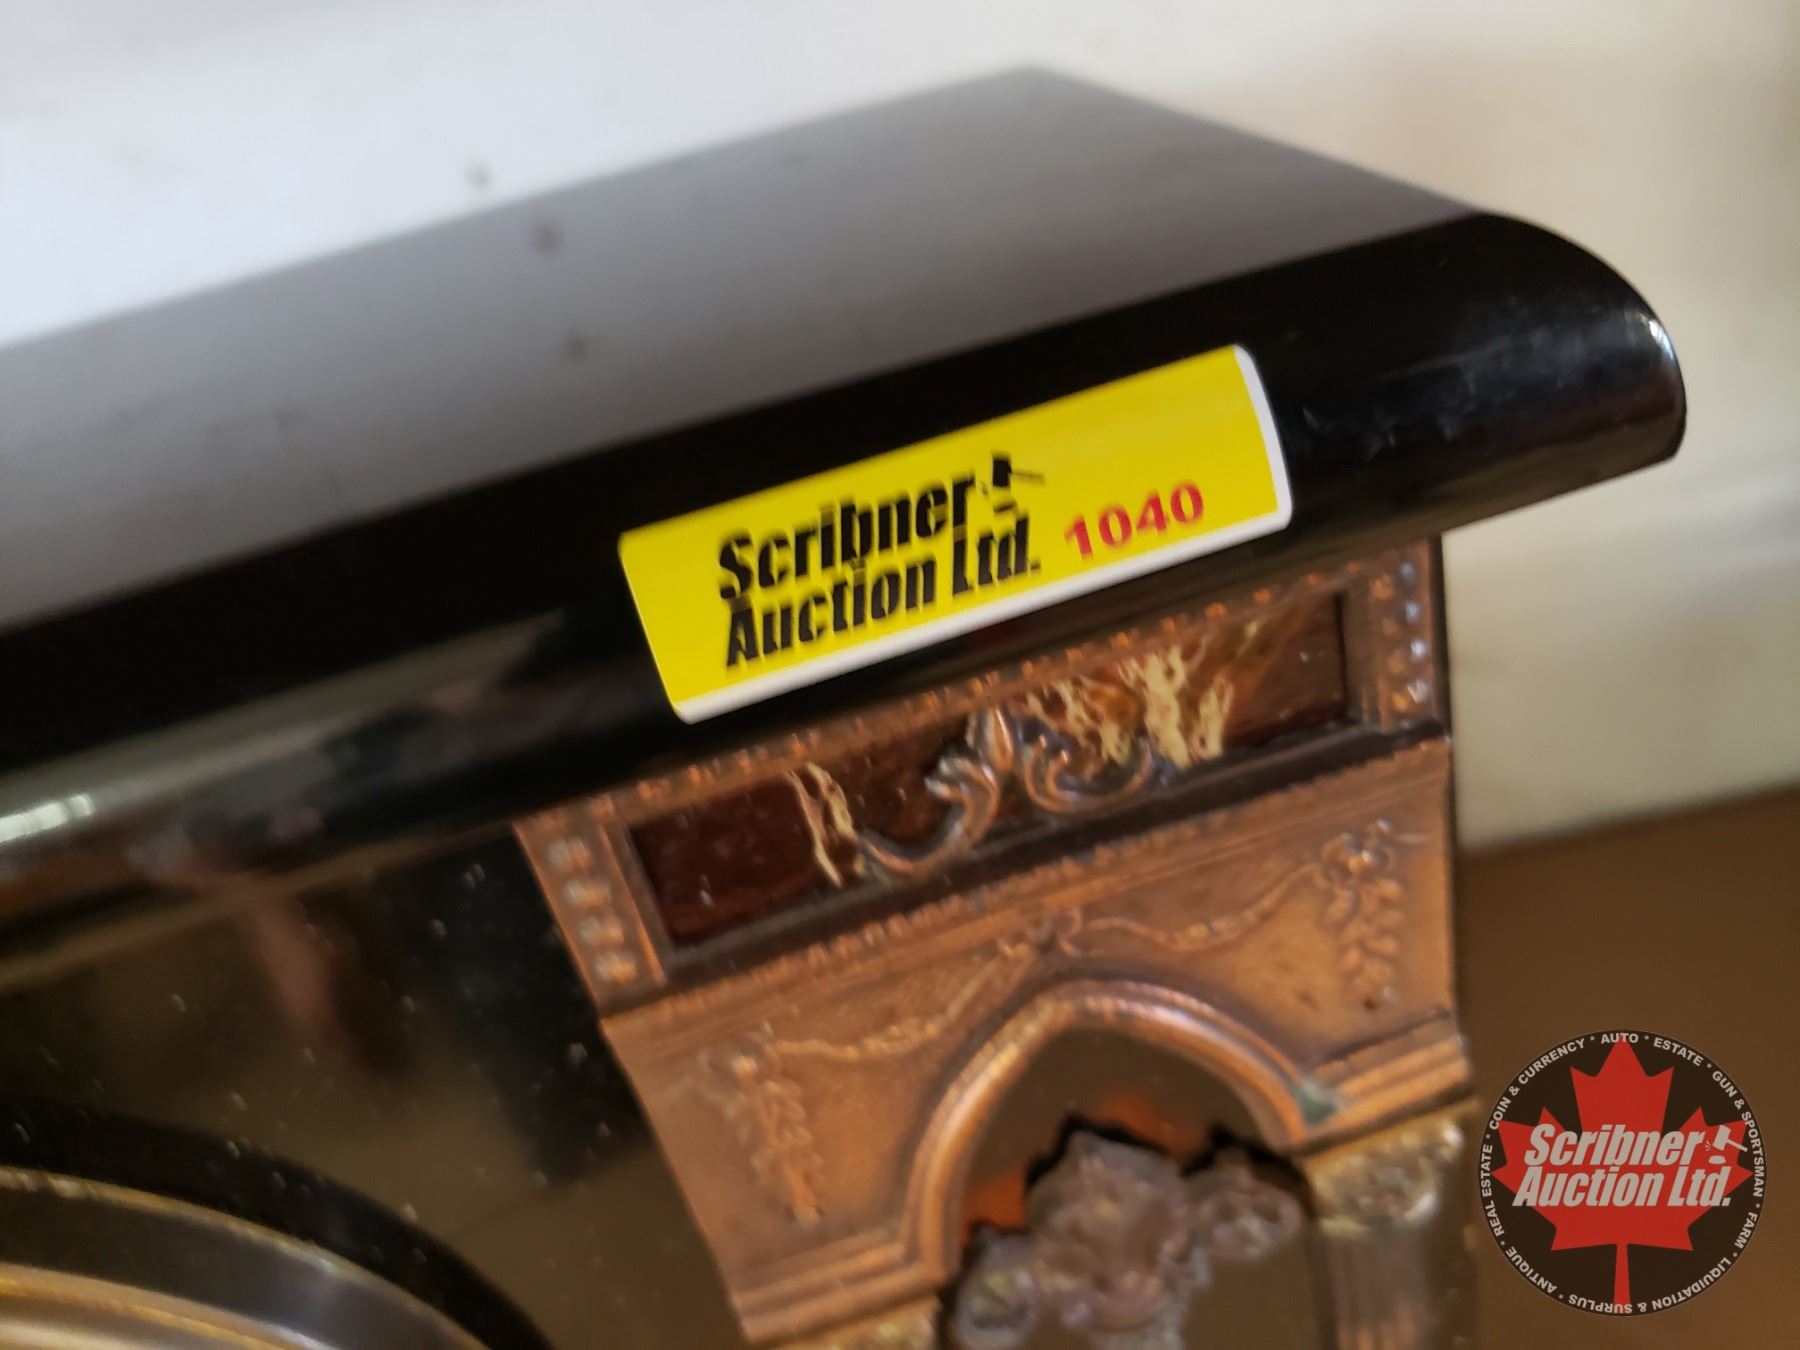 Scribner
Auction Ltd.
1040
COIN & CURRENCY * AUTO * ESTATE * GUN & SPORTSMAN * FARM * LIQUIDATION & SURPLUS * ANTIQUE * REAL ESTATE *
Scribner
Auction Ltd.